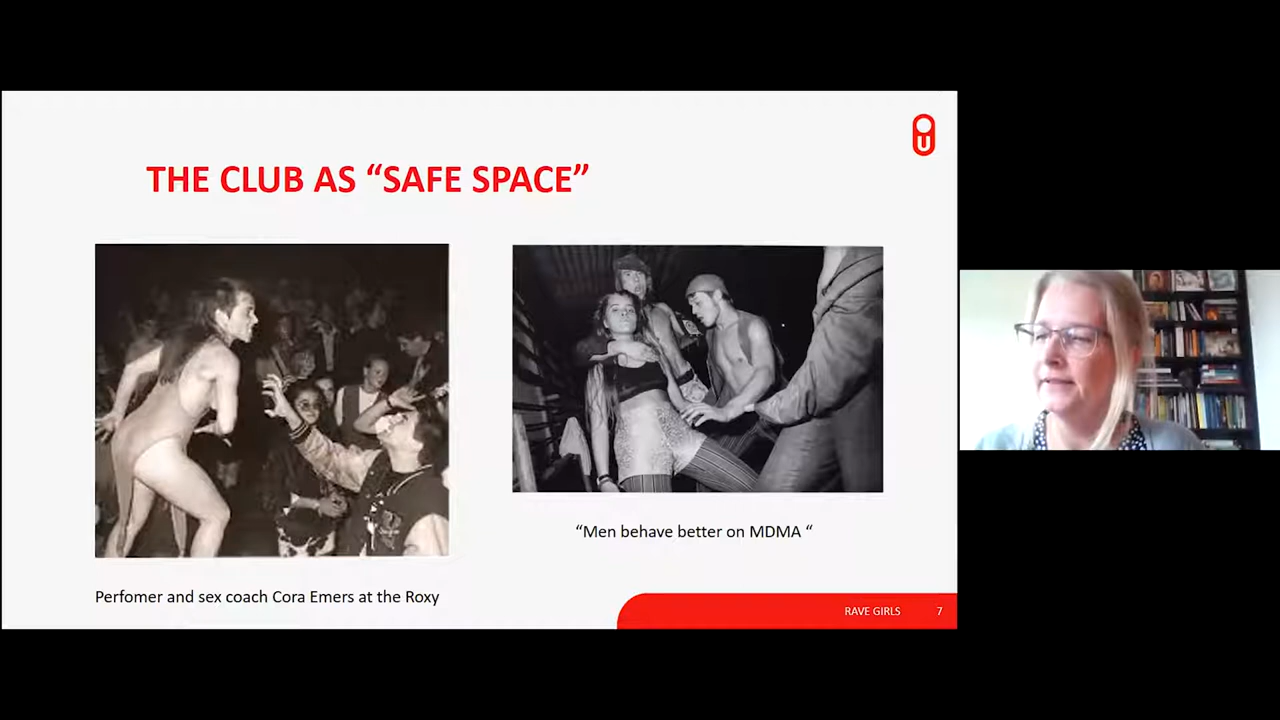 THE CLUB AS “SAFE SPACE”
“Men behave better on MDMA “
Perfomer and sex coach Cora Emers at the Roxy
RAVE GIRLS 7